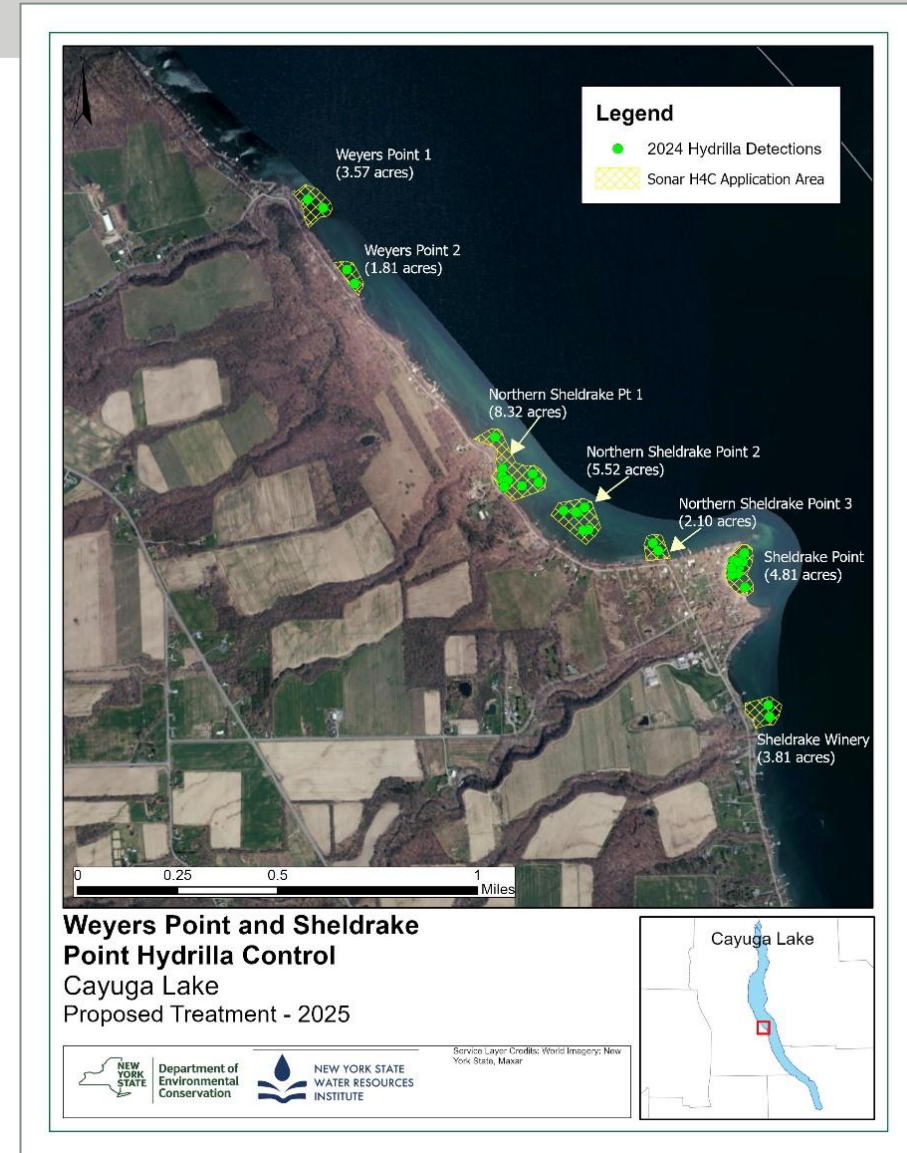 Legend
2024 Hydrilla Detections
Sonar H4C Application Area
Weyers Point 1
(3.57 acres)
Weyers Point 2
(1.81 acres)
Northern Sheldrake Pt 1
(8.32 acres)
Northern Sheldrake Point 2
(5.52 acres)
Northern Sheldrake Point 3
(2.10 acres)
Sheldrake Point
(4.81 acres)
Sheldrake Winery
(3.81 acres)
0 0.25 0.5 1
Miles
Weyers Point and Sheldrake
Point Hydrilla Control
Cayuga Lake
Proposed Treatment - 2025
Cayuga Lake
NEW
YORK
STATE
Department of
Environmental
Conservation
NEW YORK STATE
WATER RESOURCES
INSTITUTE
Service Layer Credits: World Imagery: New
York State, Maxar